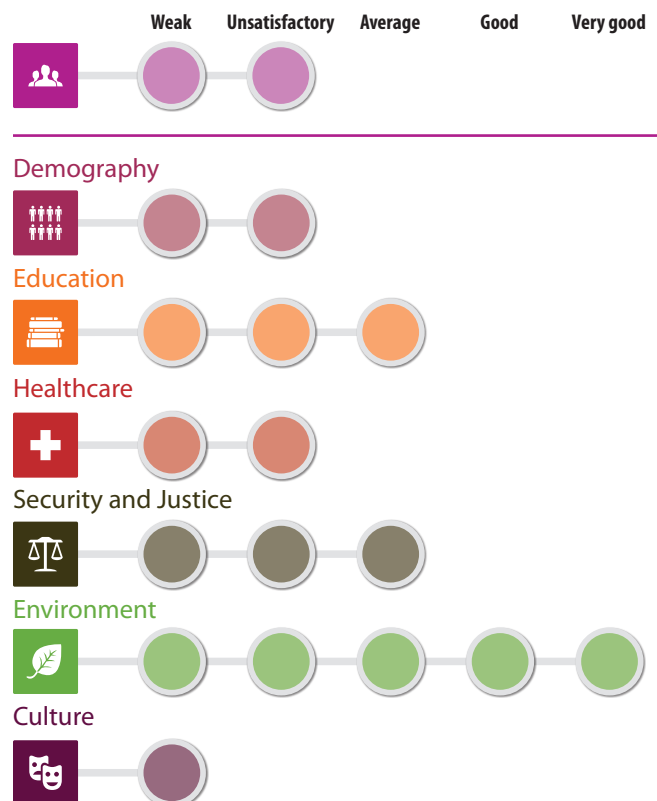 Weak Unsatisfactory Average Good Very good
Demography
Education
Healthcare
Security and Justice
Environment
Culture